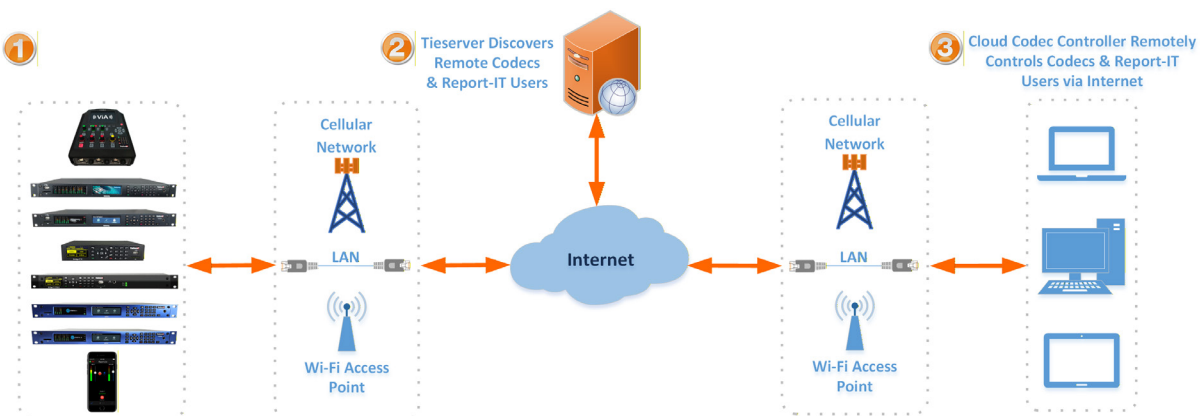 1
2
Tieserver Discovers
Remote Codecs
& Report-IT Users
3
Cloud Codec Controller Remotely
Controls Codecs & Report-IT
Users via Internet
ViA
Cellular
Network
LAN
Wi-Fi Access
Point
Internet
Cellular
Network
LAN
Wi-Fi Access
Point